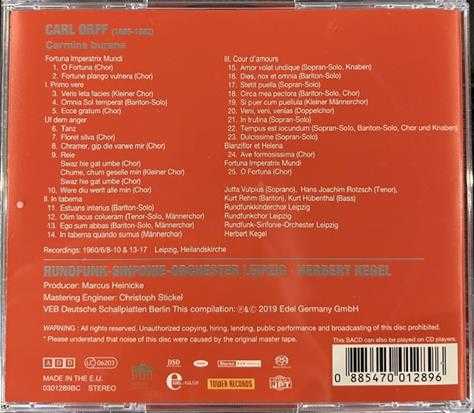 CARL ORFF (1895-1982)
Carmina burana
Fortuna Imperatrix Mundi
1. O Fortuna (Chor)
2. Fortune plango vulnera (Chor)
I. Primo vere
3. Veris leta facies (Kleiner Chor)
4. Omnia Sol temperat (Bariton-Solo)
5. Ecce gratum (Chor)
Uf dem anger
6. Tanz
7. Floret silva (Chor)
8. Chramer, gip die varwe mir (Chor)
9. Reie
Swaz hie gat umbe (Chor)
Chume, chum geselle min (Kleiner Chor)
Swaz hie gat umbe (Chor)
10. Were du werlt alle min (Chor)
II. In taberna
11. Estuans interius (Bariton-Solo)
12. Olim lacus colueram (Tenor-Solo, Männerchor)
13. Ego sum abbas (Bariton-Solo, Männerchor)
14. In taberna quando sumus (Männerchor)
III. Cour d'amours
15. Amor volat undique (Sopran-Solo, Knaben)
16. Dies, nox et omnia (Bariton-Solo)
17. Stetit puella (Sopran-Solo)
18. Circa mea pectora (Bariton-Solo, Chor)
19. Si puer cum puellula (Kleiner Männerchor)
20. Veni, veni, venias (Doppelchor)
21. In trutina (Sopran-Solo)
22. Tempus est iocundum (Sopran-Solo, Bariton-Solo, Chor und Knaben)
23. Dulcissime (Sopran-Solo)
Blanziflor et Helena
24. Ave formosissima (Chor)
Fortuna Imperatrix Mundi
25. O Fortuna (Chor)
Jutta Vulpius (Soprano), Hans Joachim Rotzsch (Tenor),
Kurt Rehm (Bariton), Kurt Hübenthal (Bass)
Rundfunkkinderchor Leipzig
Rundfunkchor Leipzig
Rundfunk-Sinfonie-Orchester Leipzig
Herbert Kegel
Recordings: 1960/6/8-10 & 13-17 Leipzig, Heilandskirche
RUNDFUNK-SINFONIE-ORCHESTER LEIPZIG · HERBERT KEGEL
Producer: Marcus Heinicke
Mastering Engineer: Christoph Stickel
VEB Deutsche Schallplatten Berlin This compilation: ℗&© 2019 Edel Germany GmbH
WARNING : All rights reserved. Unauthorized copying, hiring, lending, public performance and broadcasting of this disc prohibited.
* Please understand that noise of this disc were caused by the original master tape.
This SACD can also be played on CD players.
ADD
LC 06203
DSD
TOWER RECORDS
MADE IN THE E.U.
0301289BC STEREO
0 885470 012896